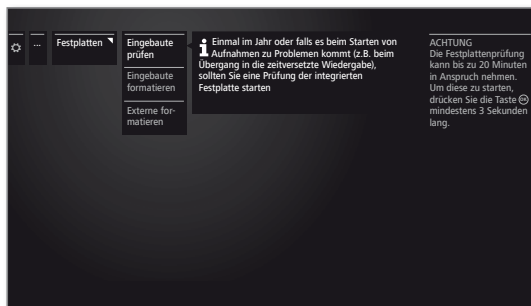 ...
Festplatten
Eingebaute
prüfen
Eingebaute
formatieren
Externe for-
matieren
Einmal im Jahr oder falls es beim Starten von
Aufnahmen zu Problemen kommt (z.B. beim
Übergang in die zeitversetzte Wiedergabe),
sollten Sie eine Prüfung der integrierten
Festplatte starten
ACHTUNG
Die Festplattenprüfung
kann bis zu 20 Minuten
in Anspruch nehmen.
Um diese zu starten,
drücken Sie die Taste OK
mindestens 3 Sekunden
lang.